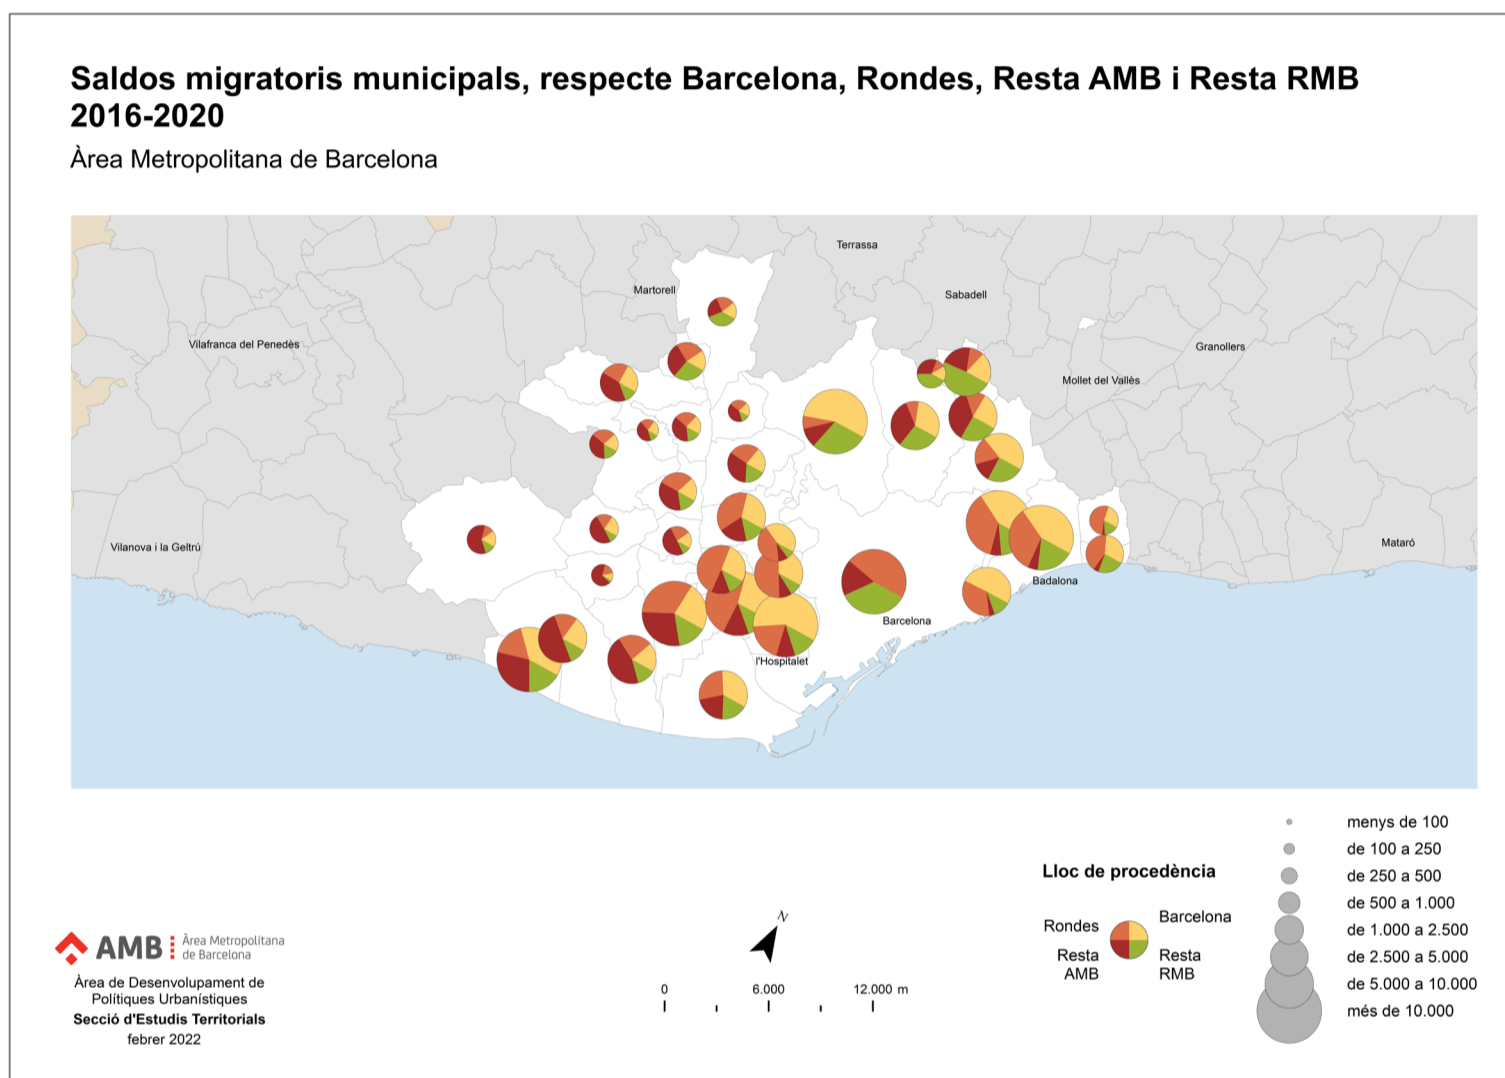 Saldos migratoris municipals, respecte Barcelona, Rondes, Resta AMB i Resta RMB
2016-2020
Àrea Metropolitana de Barcelona
Terrassa
Martorell
Sabadell
Vilafranca del Penedès
Granollers
Mollet del Vallès
Vilanova i la Geltrú
Mataró
Badalona
Barcelona
l'Hospitalet
Lloc de procedència
Rondes
Barcelona
Resta
AMB
Resta
RMB
menys de 100
de 100 a 250
de 250 a 500
de 500 a 1.000
de 1.000 a 2.500
de 2.500 a 5.000
de 5.000 a 10.000
més de 10.000
N
0 6.000 12.000 m
AMB
Àrea Metropolitana
de Barcelona
Àrea de Desenvolupament de
Polítiques Urbanístiques
Secció d'Estudis Territorials
febrer 2022